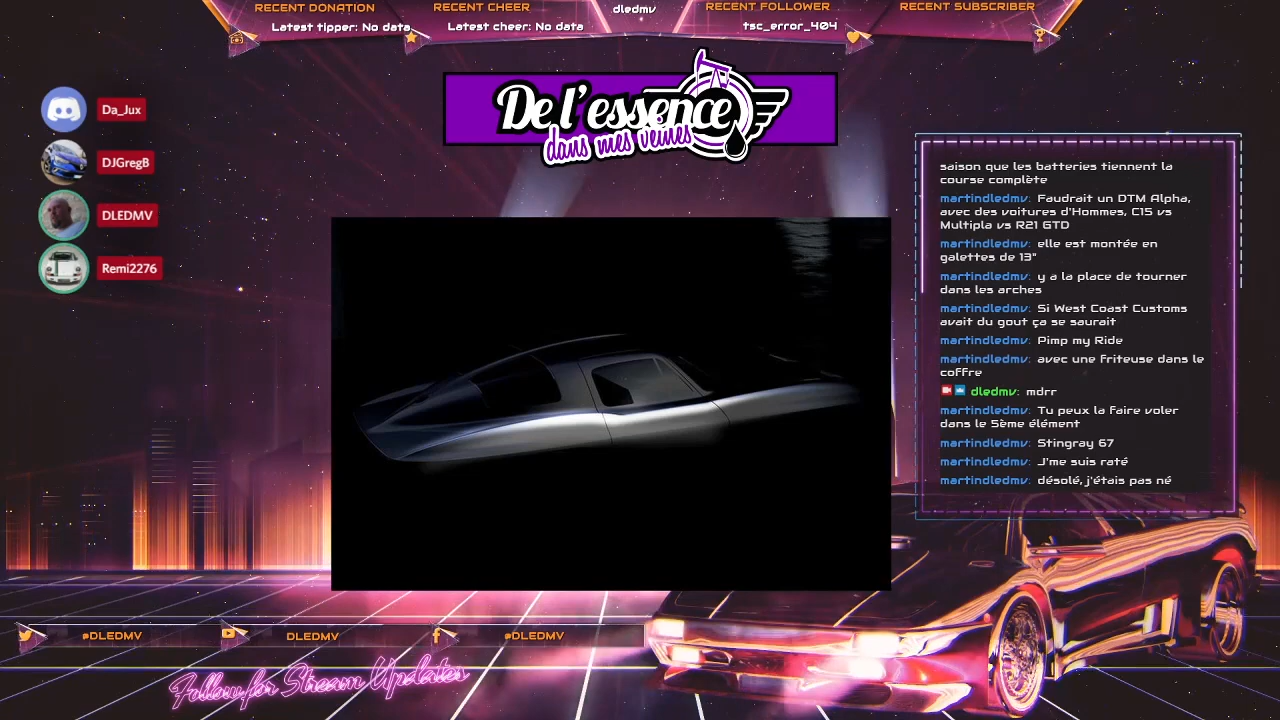 RECENT DONATION
Latest tipper: No data
RECENT CHEER
Latest cheer: No data
dledmv
RECENT FOLLOWER
tsc_error_404
RECENT SUBSCRIBER
De l'essence
dans mes veines
Da_Jux
DJGregB
DLEDMV
Remi2276
saison que les batteries tiennent la
course complète
martindledmv: Faudrait un DTM Alpha,
avec des voitures d'Hommes, C15 vs
Multipla vs R21 GTD
martindledmv: elle est montée en
galettes de 13"
martindledmv: y a la place de tourner
dans les arches
martindledmv: Si West Coast Customs
avait du gout ça se saurait
martindledmv: Pimp my Ride
martindledmv: avec une friteuse dans le
coffre
dledmv: mdrr
martindledmv: Tu peux la faire voler
dans le 5ème élément
martindledmv: Stingray 67
martindledmv: J'me suis raté
martindledmv: désolé, j'étais pas né
@DLEDMV
DLEDMV
@DLEDMV
Follow for Stream Updates